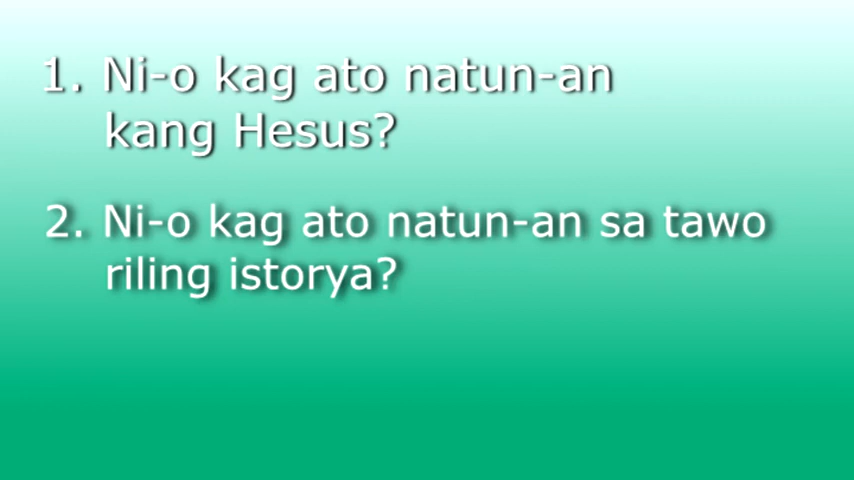 1. Ni-o kag ato natun-an
kang Hesus?
2. Ni-o kag ato natun-an sa tawo
riling istorya?